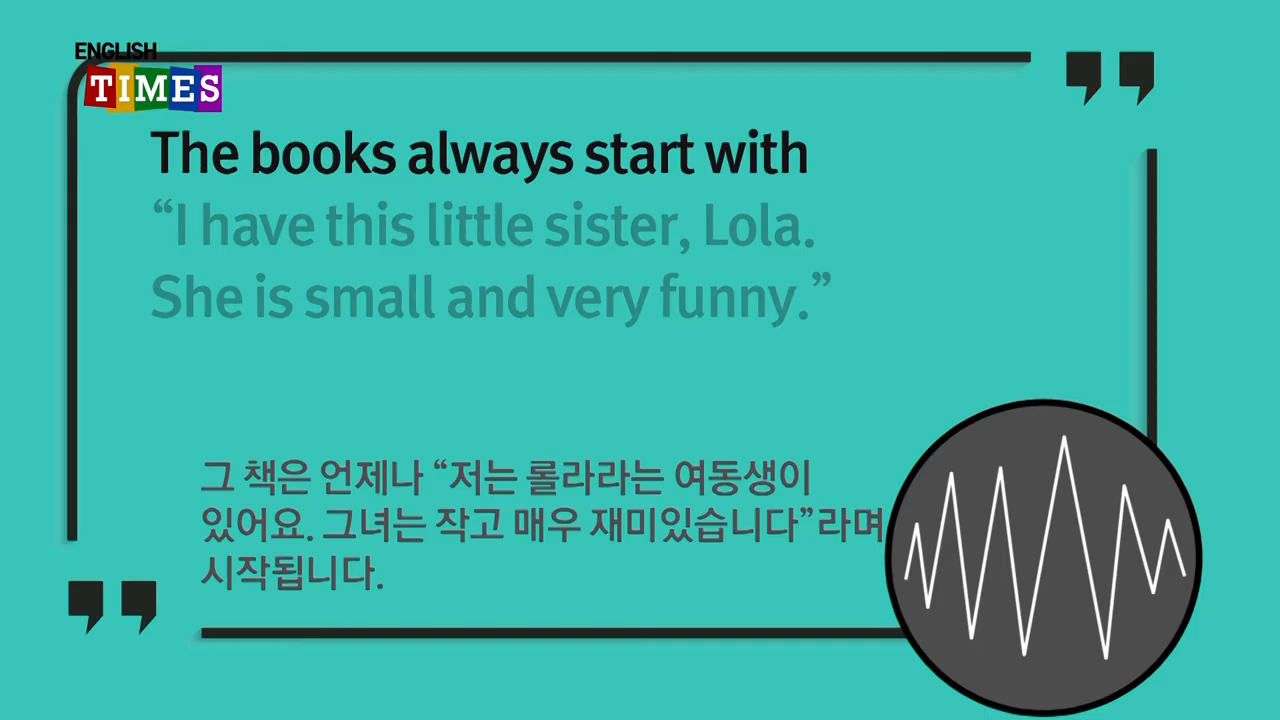 ENGLISH
TIMES
The books always start with
“I have this little sister, Lola.
She is small and very funny.”
그 책은 언제나 “저는 롤라라는 여동생이
있어요. 그녀는 작고 매우 재미있습니다”라며
시작됩니다.